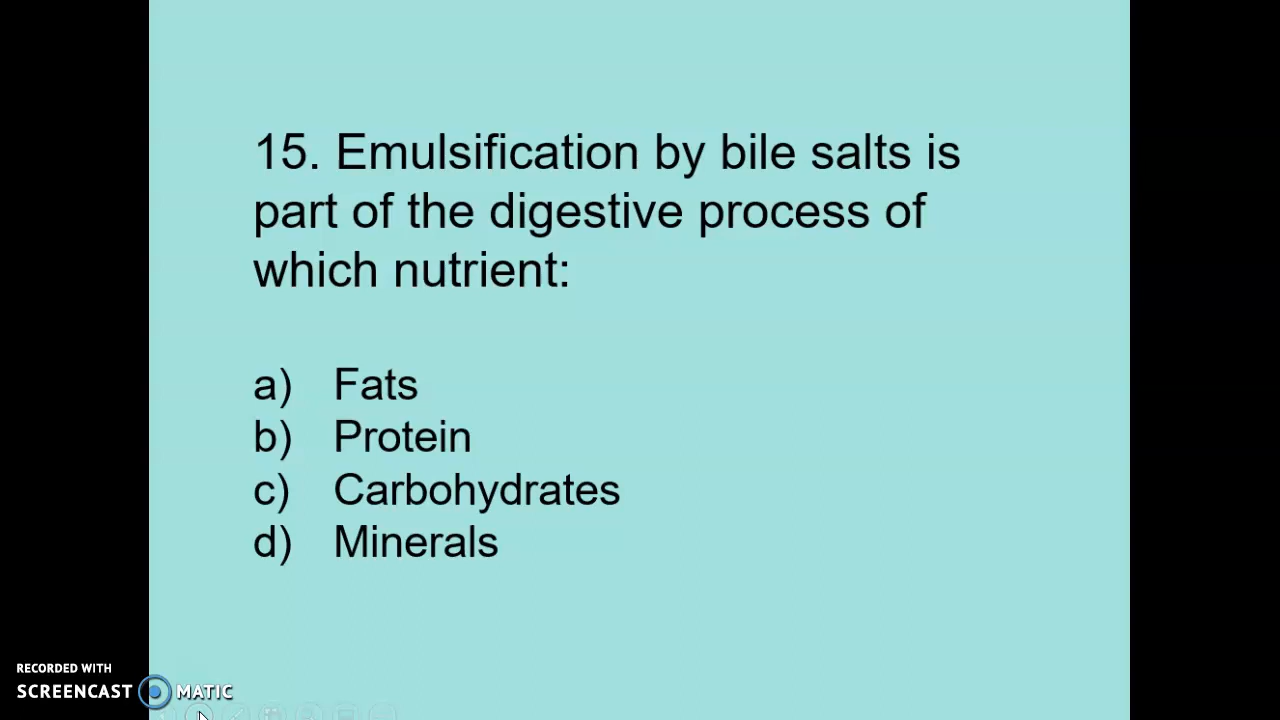 15. Emulsification by bile salts is
part of the digestive process of
which nutrient:
a) Fats
b) Protein
c) Carbohydrates
d) Minerals
RECORDED WITH
SCREENCAST MATIC